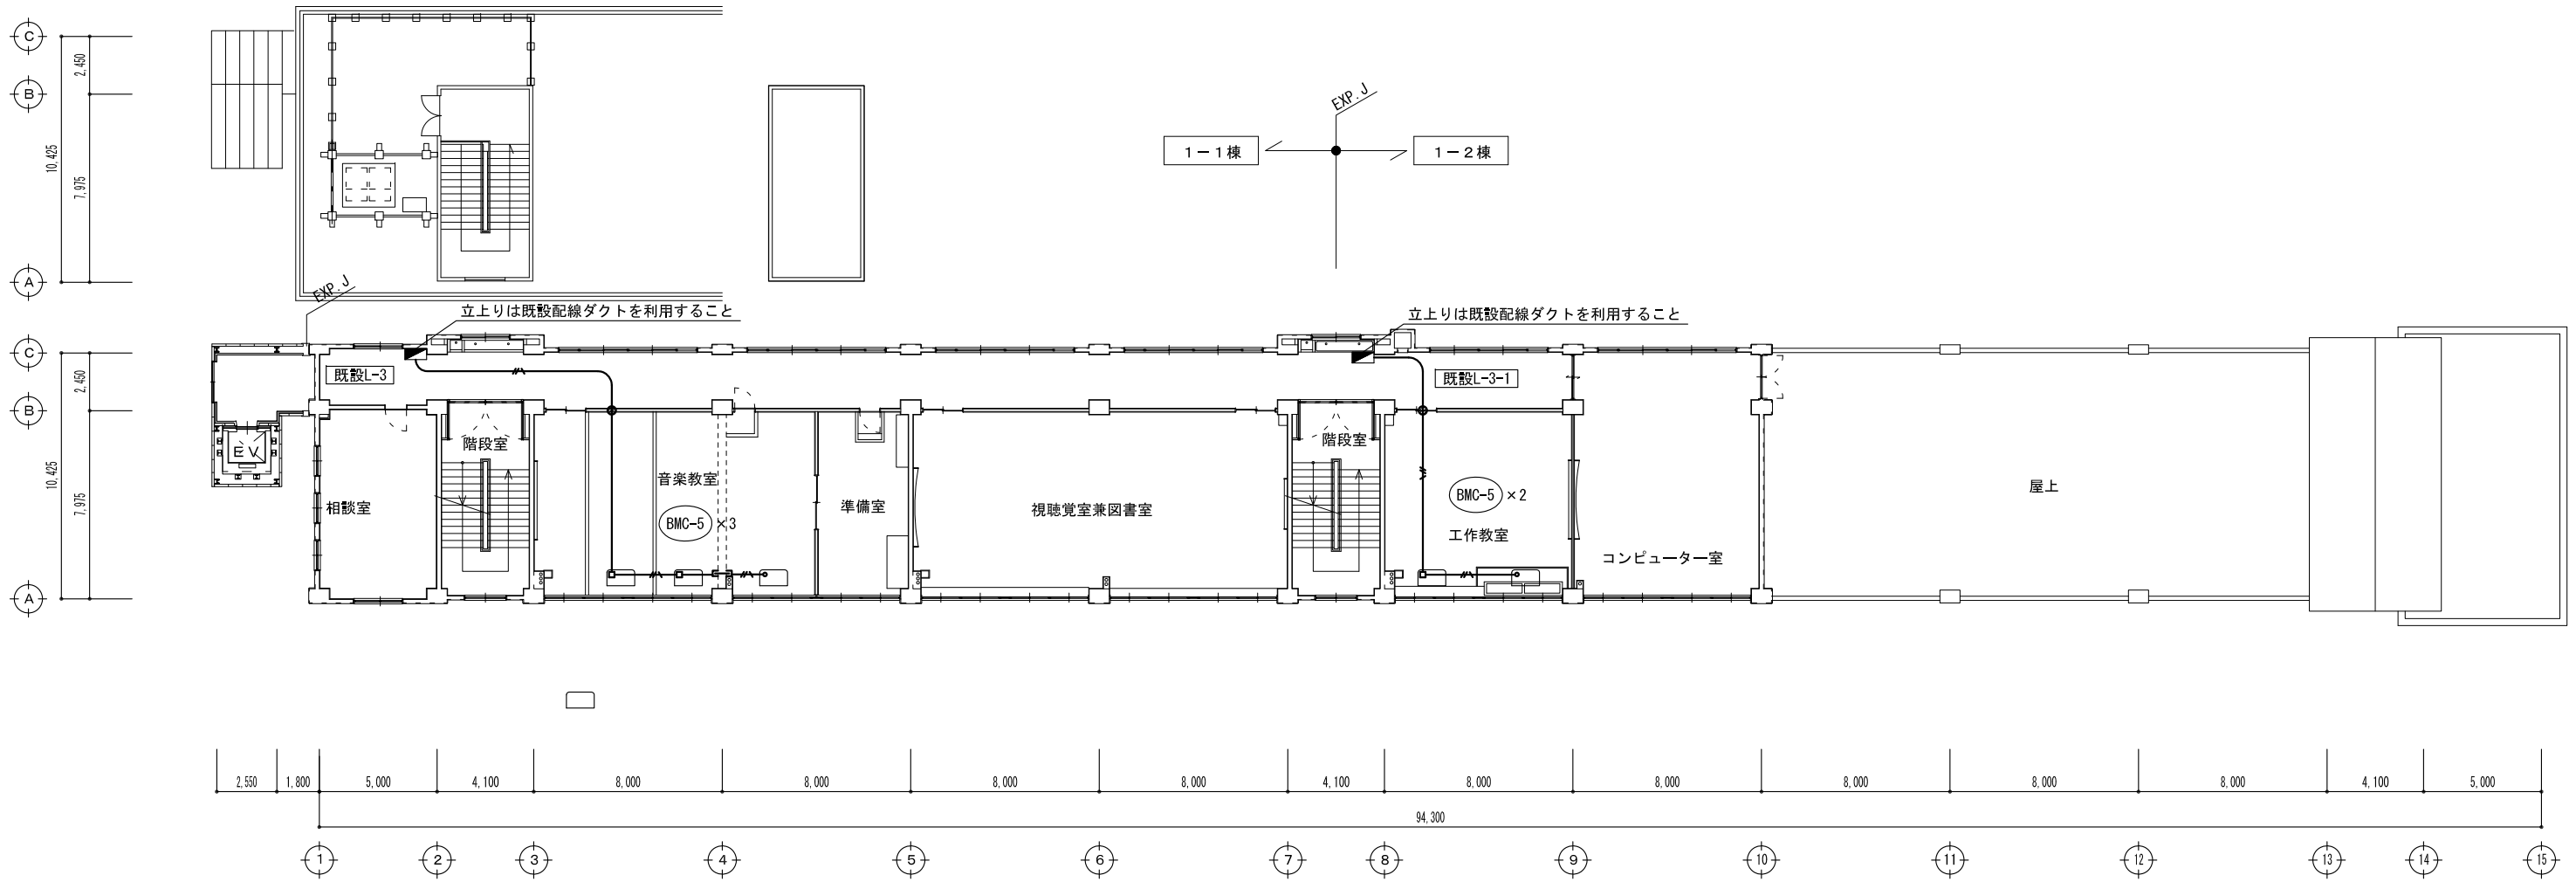 C
2,450
B
10,425
7,975
A
EXP.J
1－1棟
1－2棟
EXP.J
立上りは既設配線ダクトを利用すること
立上りは既設配線ダクトを利用すること
C
2,450
B
10,425
7,975
A
既設L-3
既設L-3-1
EV
階段室
階段室
相談室
音楽教室
BMC-5 ×3
準備室
視聴覚室兼図書室
BMC-5 ×2
工作教室
コンピューター室
屋上
2,550 1,800 5,000 4,100 8,000 8,000 8,000 8,000 4,100 8,000 8,000 8,000 8,000 8,000 4,100 5,000
94,300
1 2 3 4 5 6 7 8 9 10 11 12 13 14 15